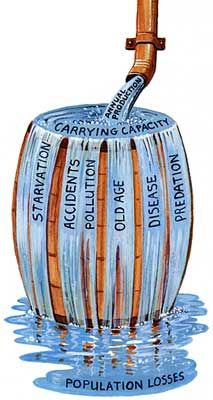 ANNUAL
PRODUCTION
CARRYING CAPACITY
STARVATION
ACCIDENTS
POLLUTION
OLD AGE
DISEASE
PREDATION
POPULATION LOSSES